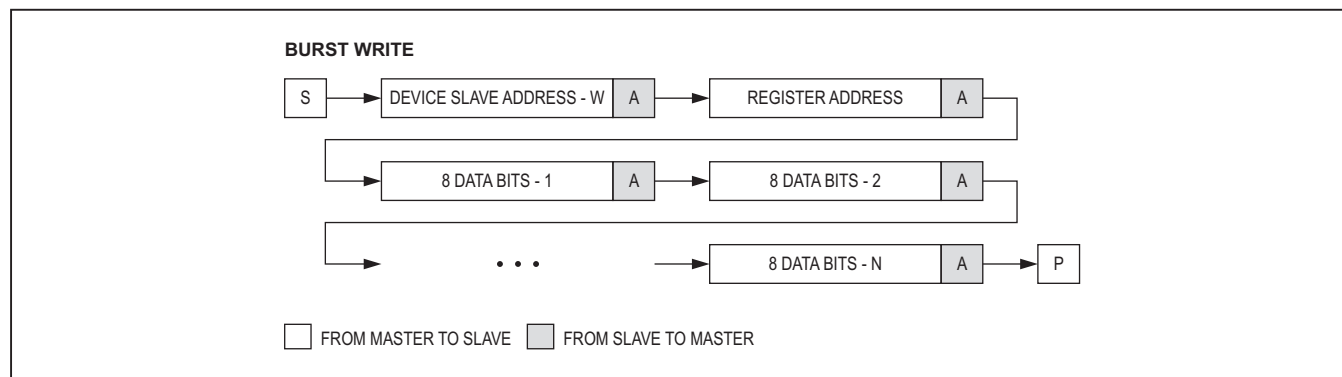 BURST WRITE
S DEVICE SLAVE ADDRESS - W A REGISTER ADDRESS A
8 DATA BITS - 1 A 8 DATA BITS - 2 A
• • • 8 DATA BITS - N A P
FROM MASTER TO SLAVE FROM SLAVE TO MASTER